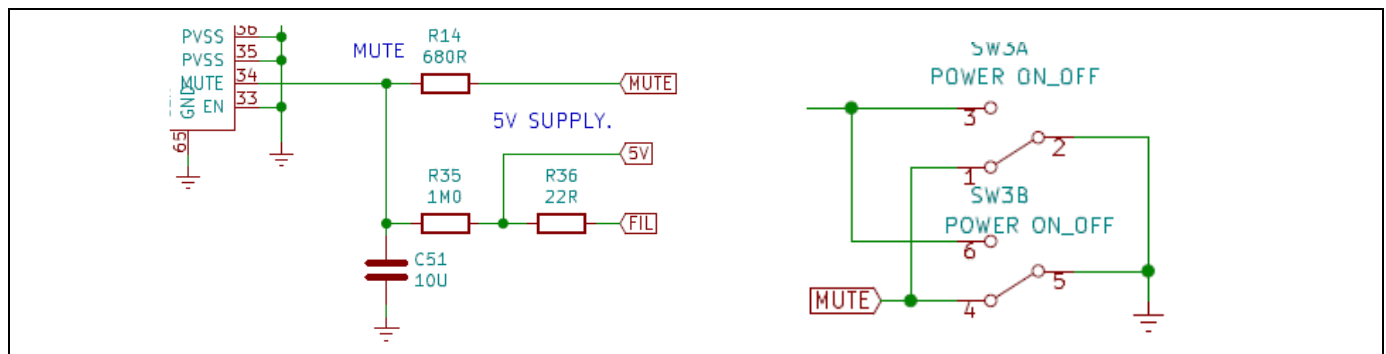 36
PVSS
35
PVSS
34
MUTE
33
EN
GND
65
MUTE
R14
680R
MUTE
5V SUPPLY.
5V
R35
1M0
R36
22R
FIL
C51
10U
SW3A
POWER ON_OFF
3
2
1
SW3B
POWER ON_OFF
6
5
MUTE
4